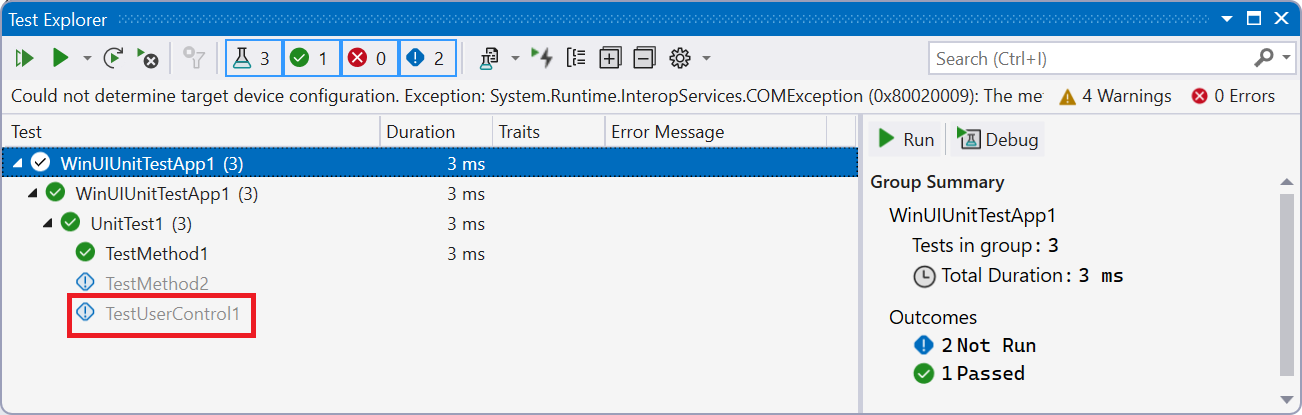 Test Explorer
3 1 0 2 Search (Ctrl+I)
Could not determine target device configuration. Exception: System.Runtime.InteropServices.COMException (0x80020009): The me 4 Warnings 0 Errors
Test Duration Traits Error Message
Run Debug
WinUIUnitTestApp1 (3) 3 ms
WinUIUnitTestApp1 (3) 3 ms
UnitTest1 (3) 3 ms
TestMethod1 3 ms
TestMethod2
TestUserControl1
Group Summary
WinUIUnitTestApp1
Tests in group: 3
Total Duration: 3 ms
Outcomes
2 Not Run
1 Passed